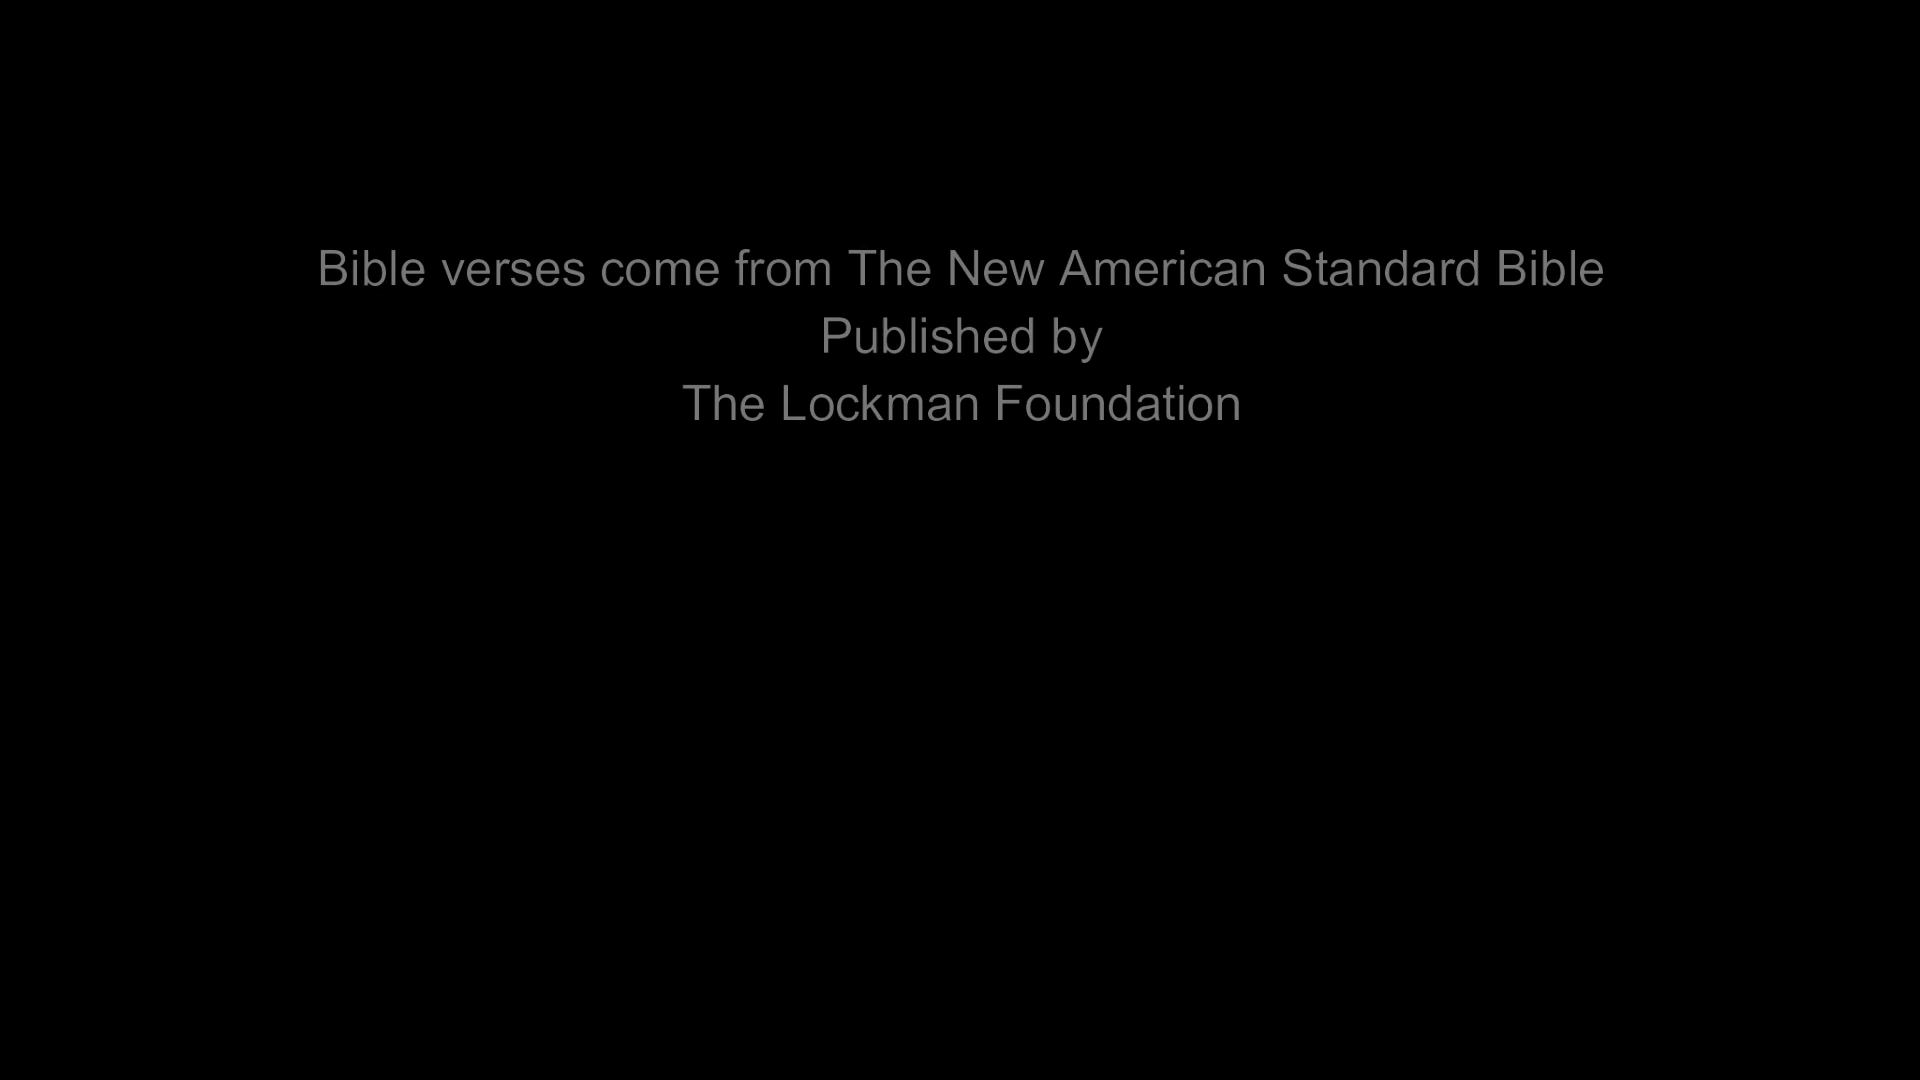 Bible verses come from The New American Standard Bible
Published by
The Lockman Foundation